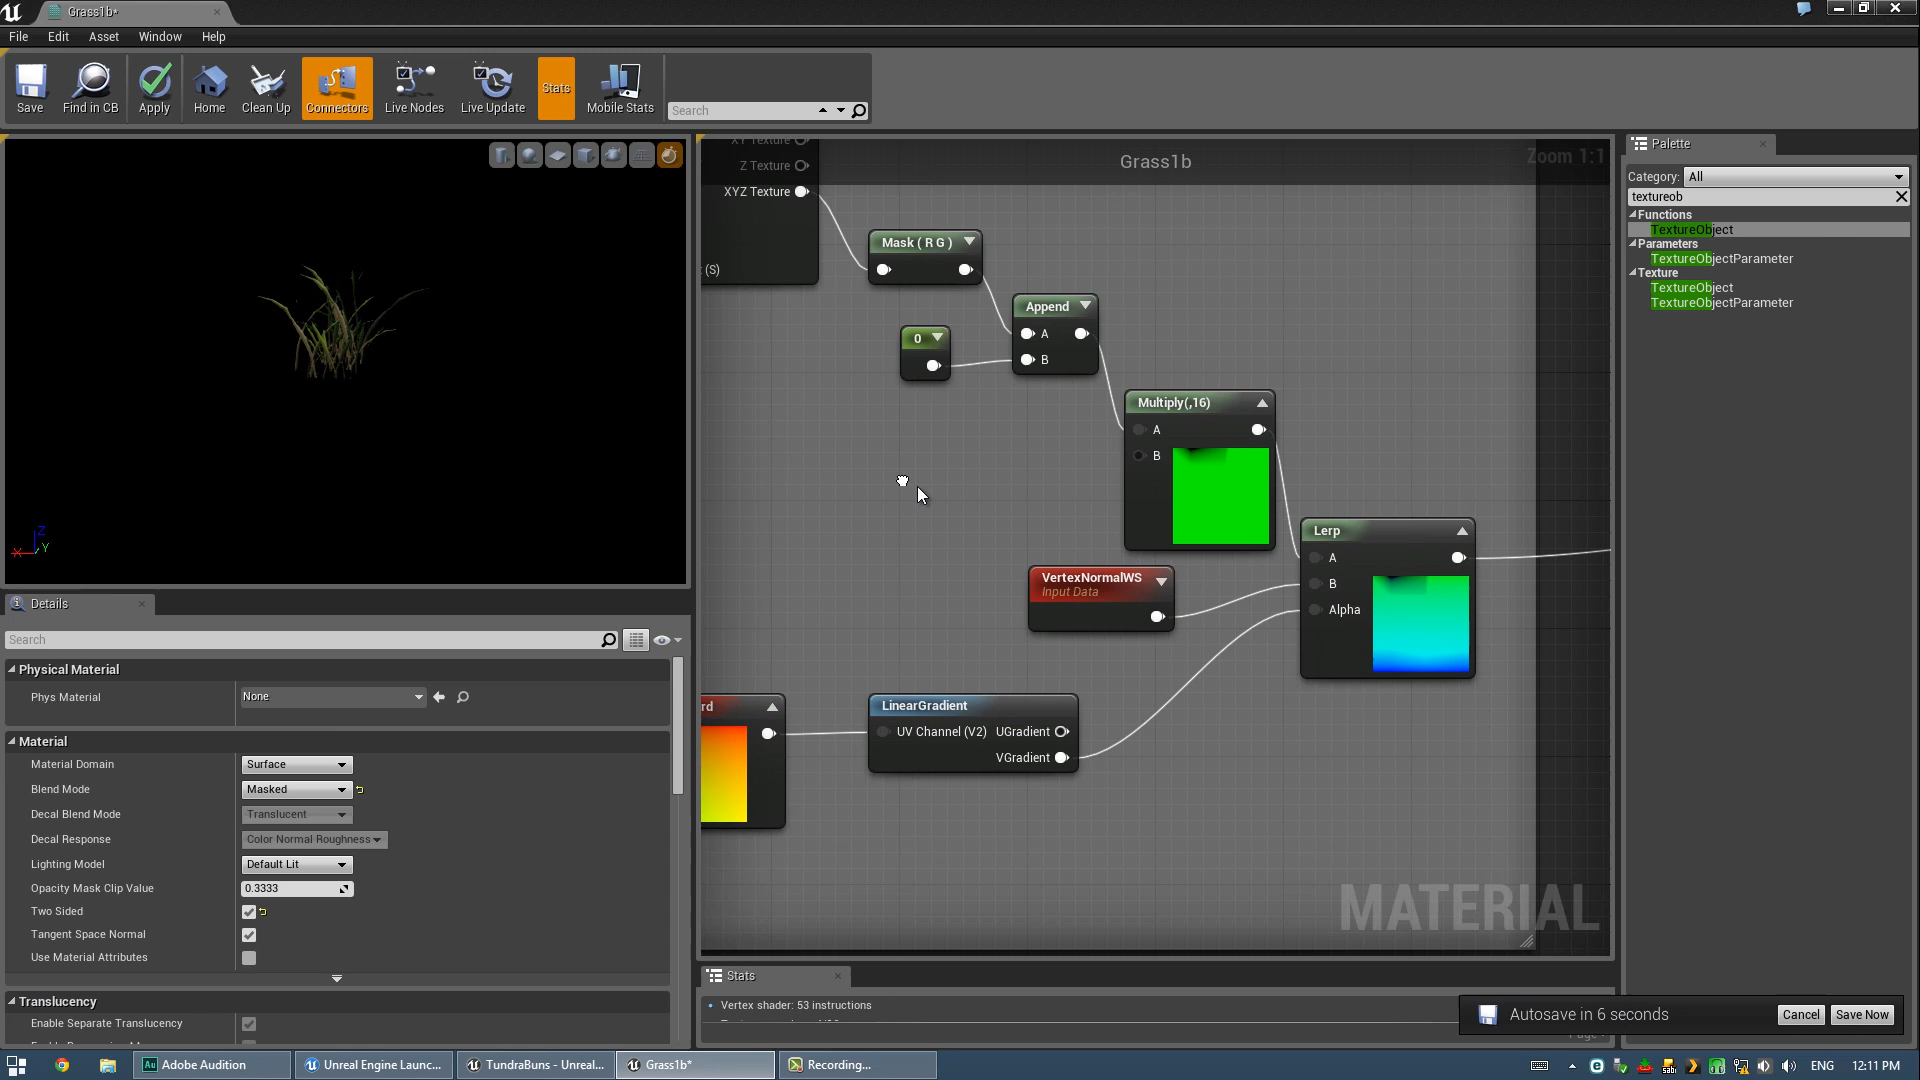 Grass1b*
File Edit Asset Window Help
Save
Find in CB
Apply
Home
Clean Up
Connectors
Live Nodes
Live Update
Stats
Mobile Stats
Search
XY Texture
Z Texture
XYZ Texture
(S)
Grass1b
Zoom 1:1
Mask ( R G )
Append
A
B
0
Multiply(,16)
A
B
VertexNormalWS
Input Data
Lerp
A
B
Alpha
rd
LinearGradient
UV Channel (V2) UGradient
VGradient
MATERIAL
Palette
Category: All
textureob
Functions
TextureObject
Parameters
TextureObjectParameter
Texture
TextureObject
TextureObjectParameter
Z
X
Y
Details
Search
Physical Material
Phys Material None
Material
Material Domain Surface
Blend Mode Masked
Decal Blend Mode Translucent
Decal Response Color Normal Roughness
Lighting Model Default Lit
Opacity Mask Clip Value 0.3333
Two Sided
Tangent Space Normal
Use Material Attributes
Translucency
Enable Separate Translucency
Stats
Vertex shader: 53 instructions
Autosave in 6 seconds
Cancel
Save Now
Adobe Audition
Unreal Engine Launc...
TundraBuns - Unreal...
Grass1b*
Recording...
ENG
12:11 PM